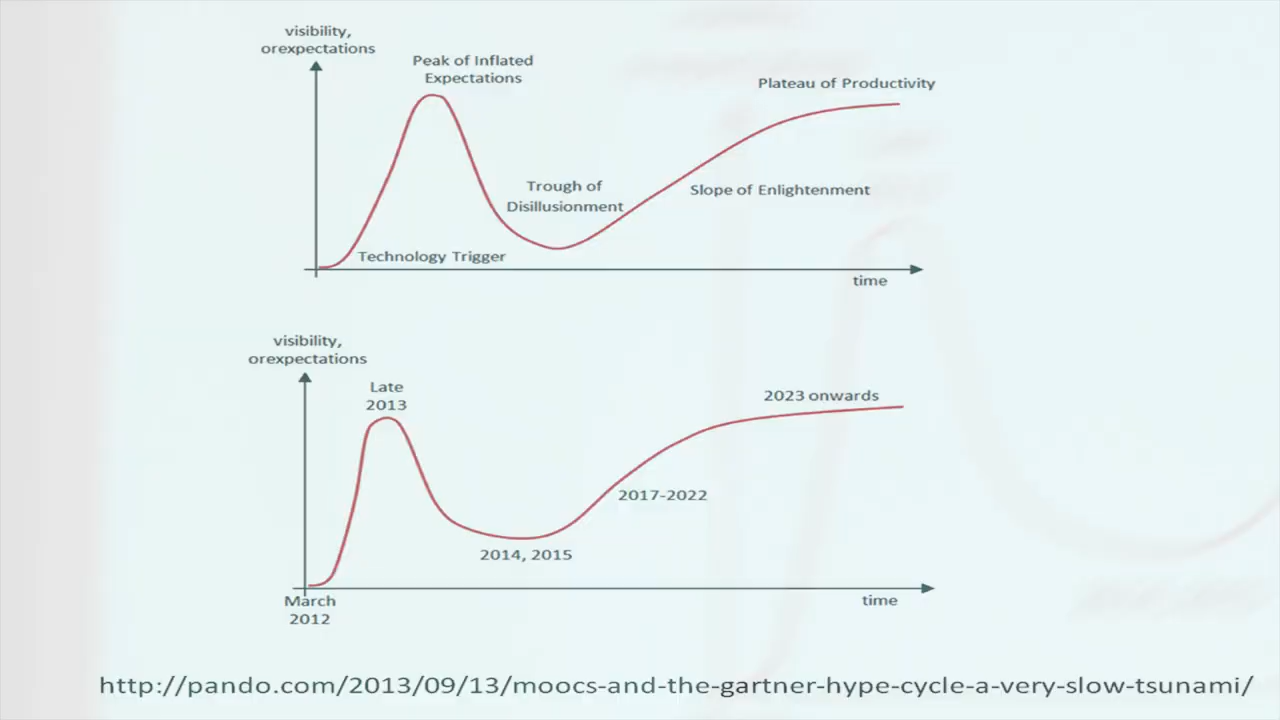 visibility,
orexpectations
Peak of Inflated
Expectations
Plateau of Productivity
Trough of
Disillusionment
Slope of Enlightenment
Technology Trigger
time
visibility,
orexpectations
Late
2013
2023 onwards
2017-2022
2014, 2015
March
2012
time
http://pando.com/2013/09/13/moocs-and-the-gartner-hype-cycle-a-very-slow-tsunami/